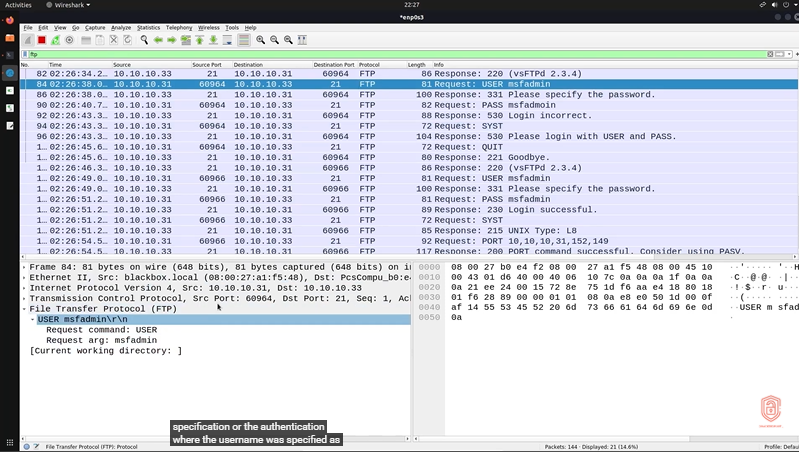 Activities Wireshark 22:27
*enp0s3
File Edit View Go Capture Analyze Statistics Telephony Wireless Tools Help
ftp
No. Time Source Source Port Destination Destination Port Protocol Length Info
82 02:26:34.2… 10.10.10.33 21 10.10.10.31 60964 FTP 86 Response: 220 (vsFTPd 2.3.4)
84 02:26:38.0… 10.10.10.31 60964 10.10.10.33 21 FTP 81 Request: USER msfadmin
86 02:26:38.0… 10.10.10.33 21 10.10.10.31 60964 FTP 100 Response: 331 Please specify the password.
90 02:26:40.7… 10.10.10.31 60964 10.10.10.33 21 FTP 82 Request: PASS msfadmoin
92 02:26:43.3… 10.10.10.33 21 10.10.10.31 60964 FTP 88 Response: 530 Login incorrect.
94 02:26:43.3… 10.10.10.31 60964 10.10.10.33 21 FTP 72 Request: SYST
96 02:26:43.3… 10.10.10.33 21 10.10.10.31 60964 FTP 104 Response: 530 Please login with USER and PASS.
1… 02:26:45.6… 10.10.10.31 60964 10.10.10.33 21 FTP 72 Request: QUIT
1… 02:26:45.6… 10.10.10.33 21 10.10.10.31 60964 FTP 80 Response: 221 Goodbye.
1… 02:26:46.3… 10.10.10.33 21 10.10.10.31 60966 FTP 86 Response: 220 (vsFTPd 2.3.4)
1… 02:26:49.0… 10.10.10.31 60966 10.10.10.33 21 FTP 81 Request: USER msfadmin
1… 02:26:49.0… 10.10.10.33 21 10.10.10.31 60966 FTP 100 Response: 331 Please specify the password.
1… 02:26:51.2… 10.10.10.31 60966 10.10.10.33 21 FTP 81 Request: PASS msfadmin
1… 02:26:51.2… 10.10.10.33 21 10.10.10.31 60966 FTP 89 Response: 230 Login successful.
1… 02:26:51.2… 10.10.10.31 60966 10.10.10.33 21 FTP 72 Request: SYST
1… 02:26:51.2… 10.10.10.33 21 10.10.10.31 60966 FTP 85 Response: 215 UNIX Type: L8
1… 02:26:54.5… 10.10.10.31 60966 10.10.10.33 21 FTP 92 Request: PORT 10,10,10,31,152,149
1… 02:26:54.5… 10.10.10.33 21 10.10.10.31 60966 FTP 117 Response: 200 PORT command successful. Consider using PASV.
Frame 84: 81 bytes on wire (648 bits), 81 bytes captured (648 bits) on in
Ethernet II, Src: blackbox.local (08:00:27:a1:f5:48), Dst: PcsCompu_b0:e4
Internet Protocol Version 4, Src: 10.10.10.31, Dst: 10.10.10.33
Transmission Control Protocol, Src Port: 60964, Dst Port: 21, Seq: 1, Ac
File Transfer Protocol (FTP)
USER msfadmin\r\n
Request command: USER
Request arg: msfadmin
[Current working directory: ]
0000 08 00 27 b0 e4 f2 08 00 27 a1 f5 48 08 00 45 10
0010 00 43 01 d6 40 00 40 06 10 7c 0a 0a 0a 1f 0a 0a
0020 0a 21 ee 24 00 15 72 8e 75 1d f6 aa e4 18 80 18
0030 01 f6 28 89 00 00 01 01 08 0a e8 e0 50 1d 00 0f
0040 af 14 55 53 45 52 20 6d 73 66 61 64 6d 69 6e 0d
0050 0a
USER m sfadmin
specification or the authentication
where the username was specified as
File Transfer Protocol (FTP): Protocol
Packets: 144 · Displayed: 21 (14.6%)
Profile: Defau